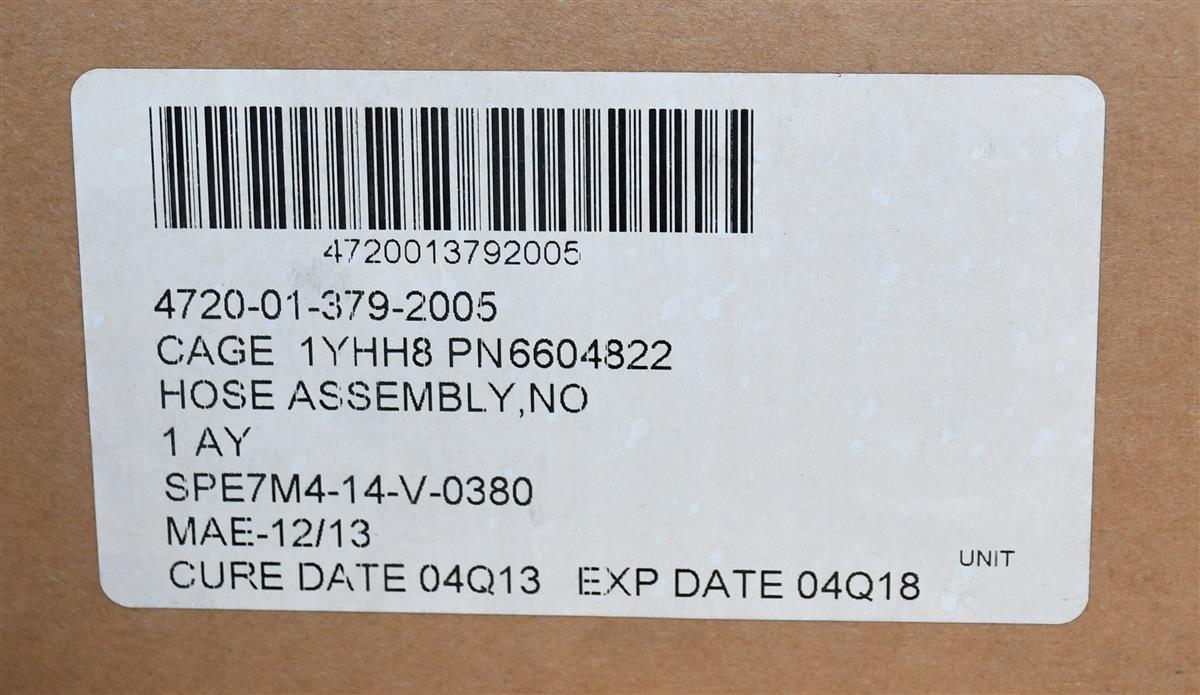 4720013792005
4720-01-379-2005
CAGE 1YHH8 PN6604822
HOSE ASSEMBLY,NO
1 AY
SPE7M4-14-V-0380
MAE-12/13
CURE DATE 04Q13 EXP DATE 04Q18
UNIT